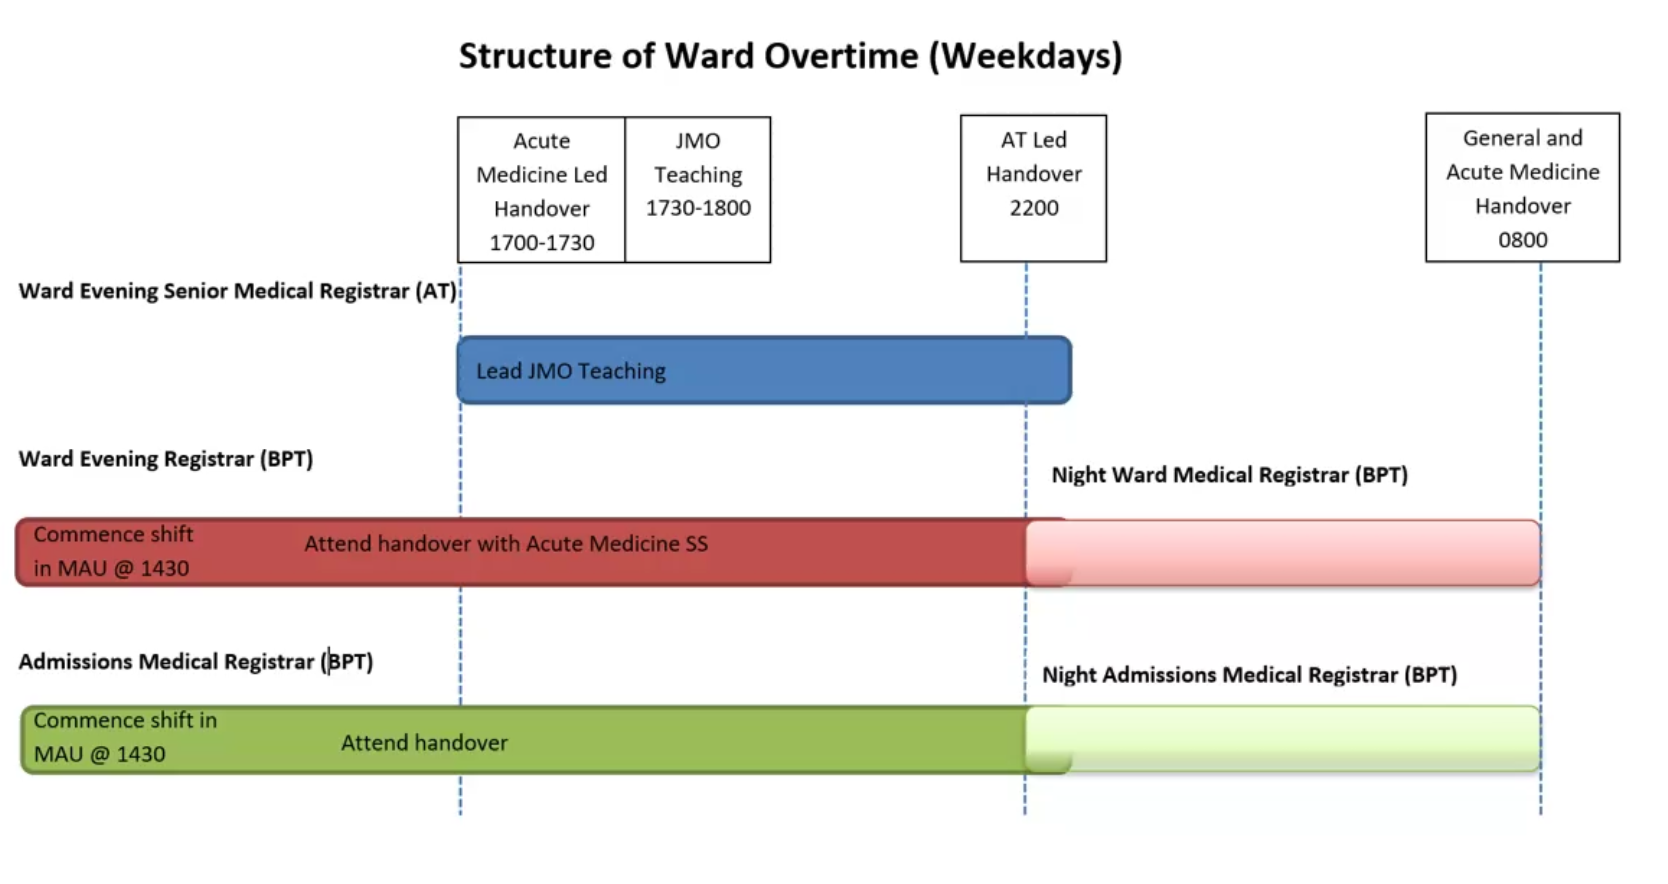 Structure of Ward Overtime (Weekdays)
Acute
Medicine Led
Handover
1700-1730
JMO
Teaching
1730-1800
AT Led
Handover
2200
General and
Acute Medicine
Handover
0800
Ward Evening Senior Medical Registrar (AT)
Lead JMO Teaching
Ward Evening Registrar (BPT)
Night Ward Medical Registrar (BPT)
Commence shift
in MAU @ 1430
Attend handover with Acute Medicine SS
Admissions Medical Registrar (BPT)
Night Admissions Medical Registrar (BPT)
Commence shift in
MAU @ 1430
Attend handover